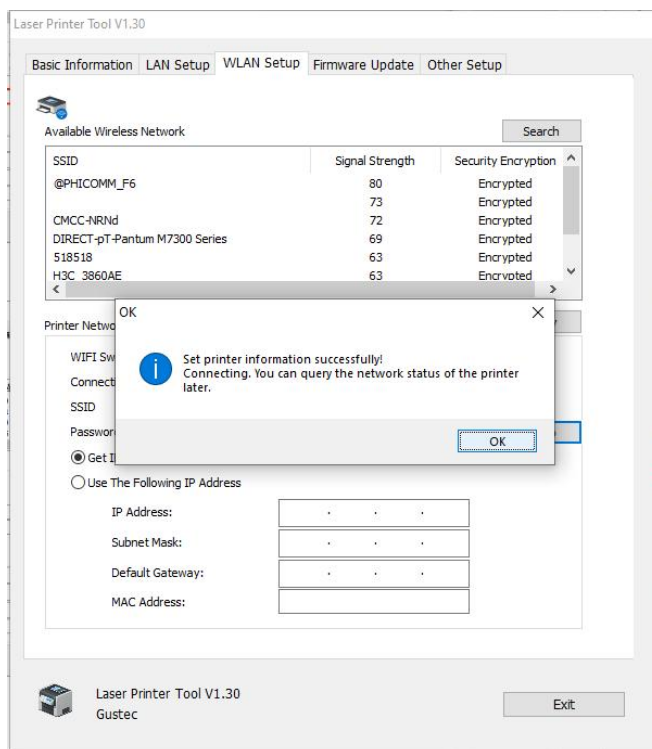 Laser Printer Tool V1.30
Basic Information LAN Setup WLAN Setup Firmware Update Other Setup
Available Wireless Network Search
SSID Signal Strength Security Encryption
@PHICOMM_F6 80 Encrypted
73 Encrypted
CMCC-NRNd 72 Encrypted
DIRECT-pT-Pantum M7300 Series 69 Encrypted
518518 63 Encrypted
H3C_3860AE 63 Encrypted
OK
Printer
WIFI
Set printer information successfully!
Connecting. You can query the network status of the printer
later.
SSID
OK
Get
Use The Following IP Address
IP Address:
Subnet Mask:
Default Gateway:
MAC Address:
Laser Printer Tool V1.30
Gustec
Exit